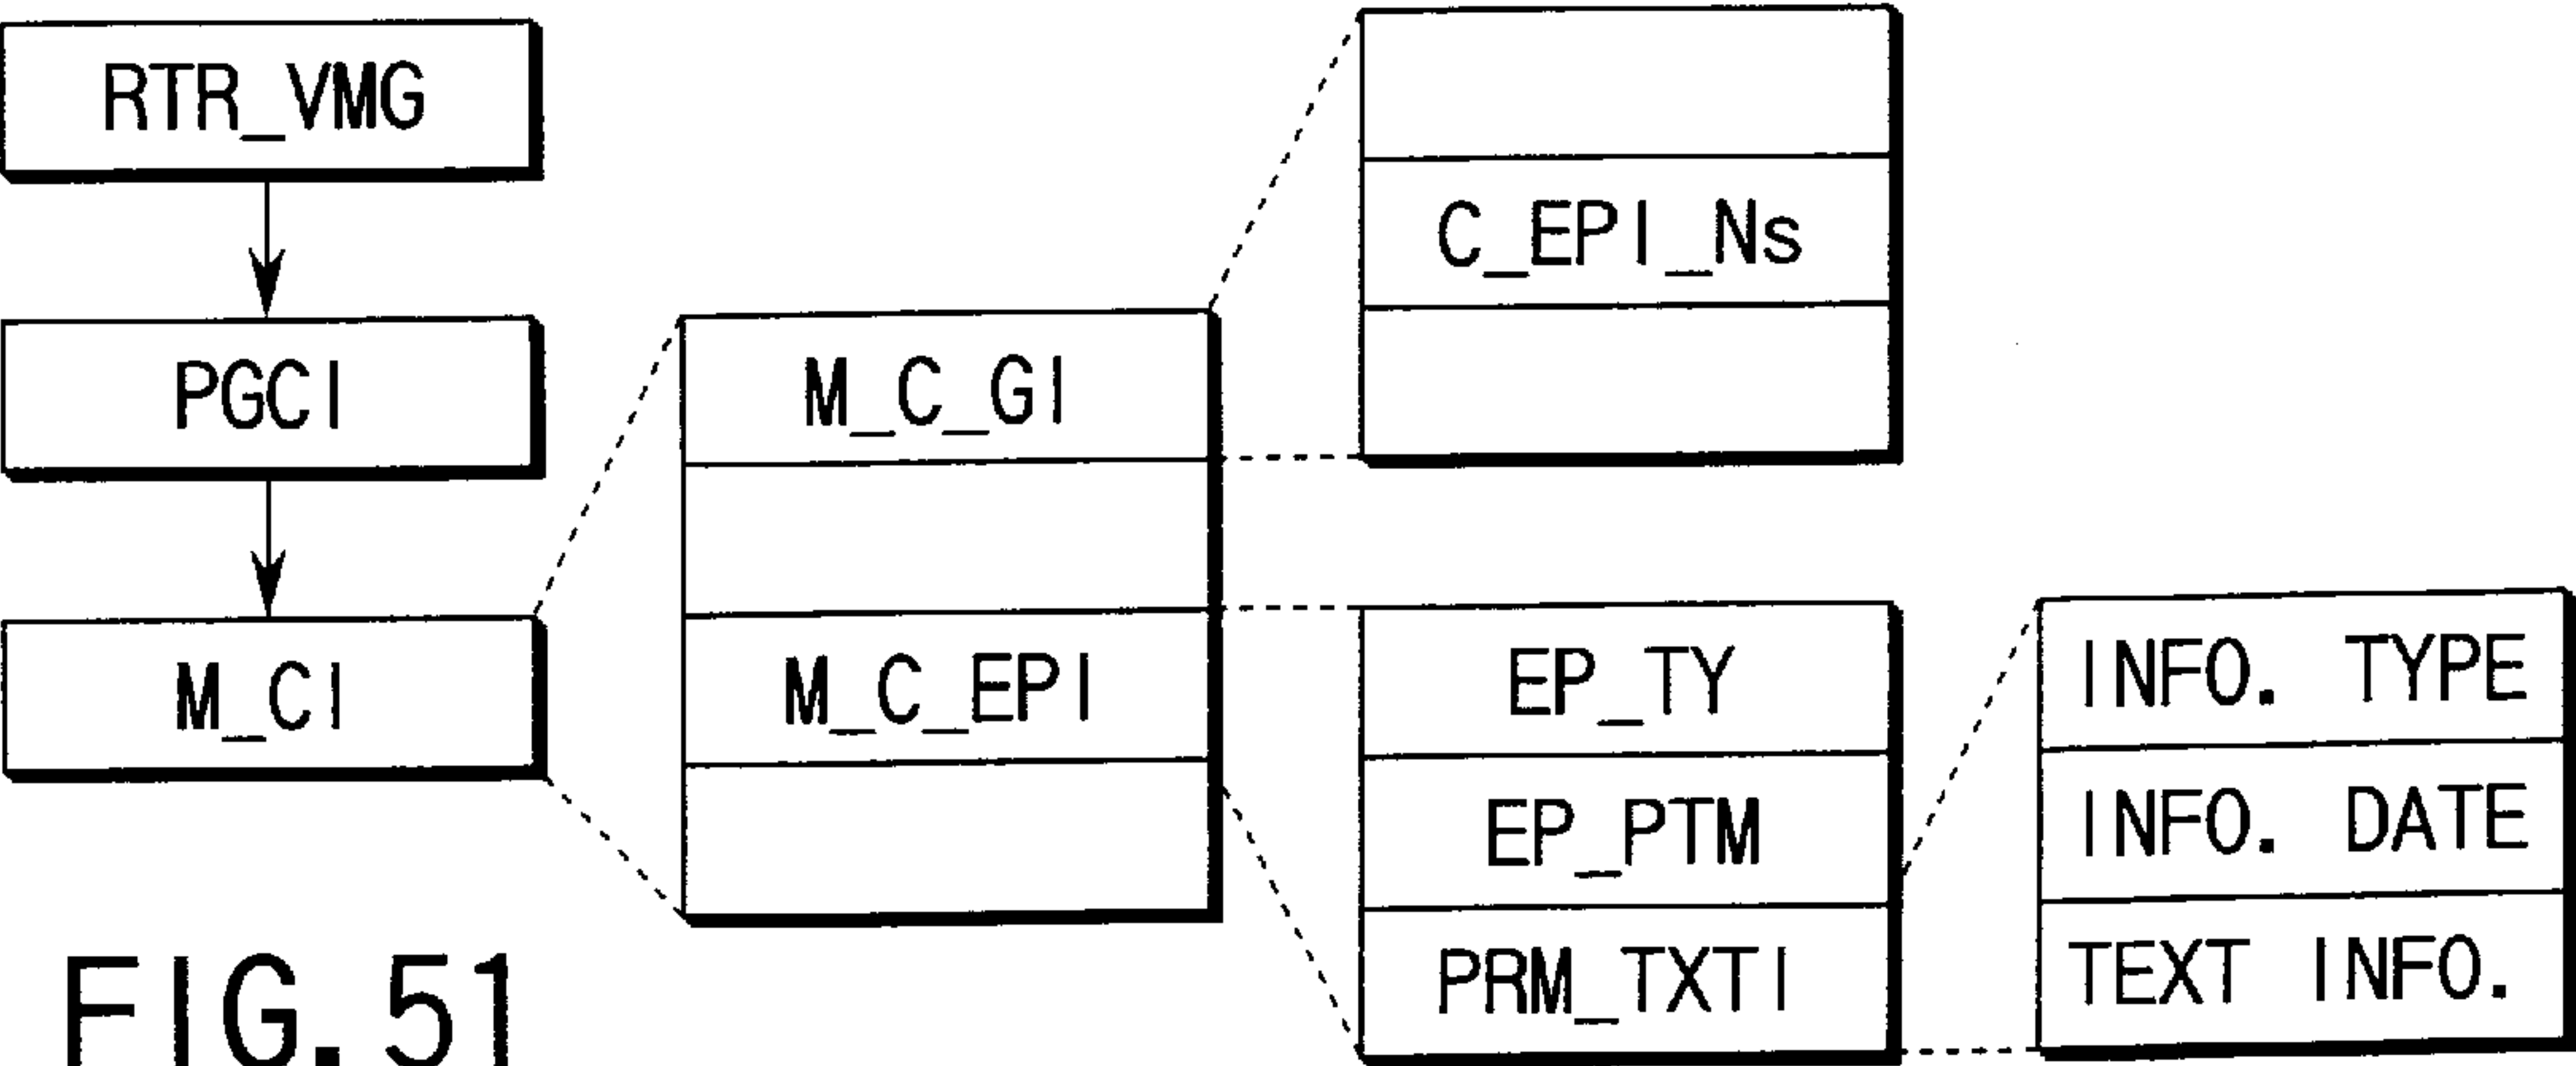 RTR_VMG
PGCI
M_CI
M_C_GI
M_C_EPI
C_EPI_Ns
EP_TY
EP_PTM
PRM_TXTI
INFO. TYPE
INFO. DATE
TEXT INFO.
FIG. 51